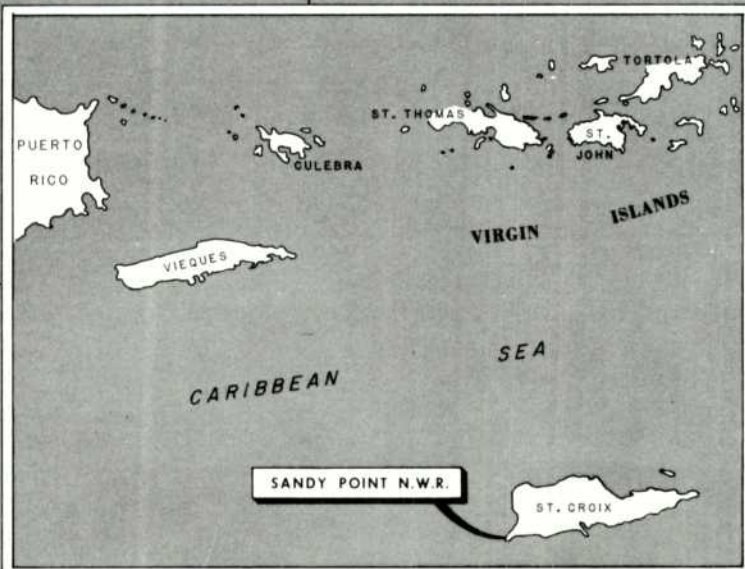 TORTOLA
ST. THOMAS
ST.
JOHN
PUERTO
RICO
CULEBRA
VIRGIN ISLANDS
VIEQUES
CARIBBEAN SEA
SANDY POINT N.W.R.
ST. CROIX